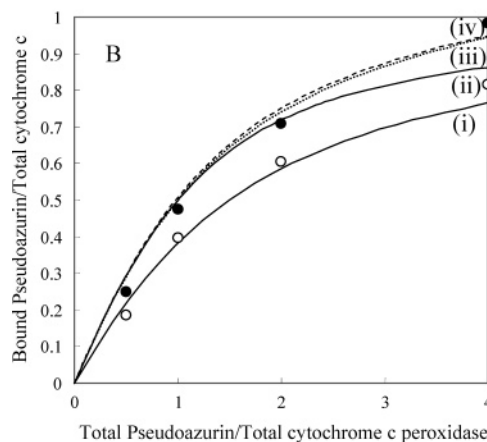 1
B
(iv)
0.9
(iii)
0.8
(ii)
0.7
(i)
0.6
0.5
0.4
0.3
0.2
0.1
0
0 1 2 3 4
Bound Pseudoazurin/Total cytochrome c
Total Pseudoazurin/Total cytochrome c peroxidase